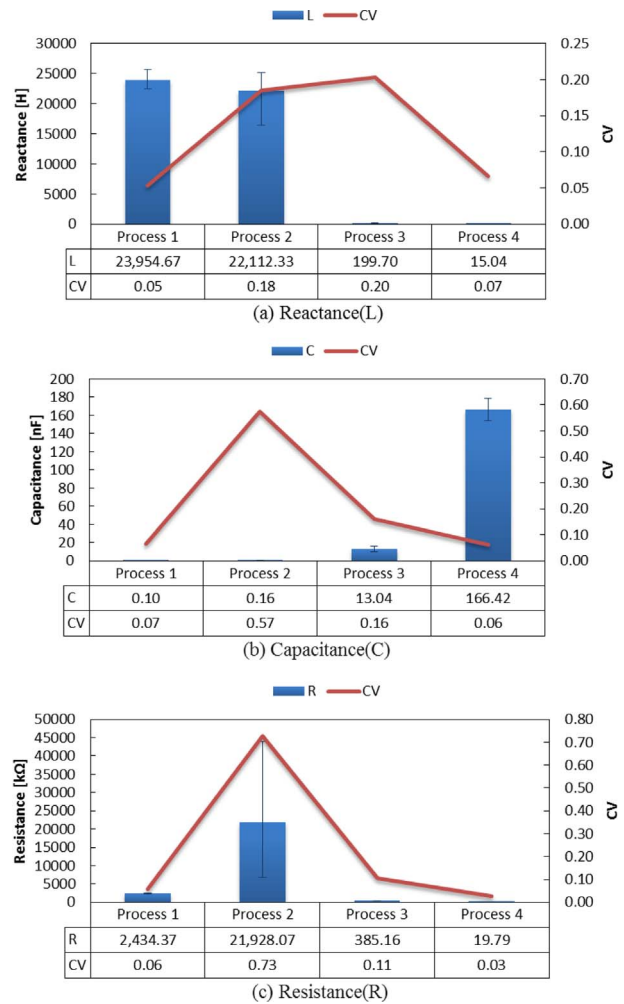 L CV
30000 0.25
25000 0.20
20000
0.15
15000
0.10
10000
5000 0.05
0 0.00
Reactance [H]
CV
Process 1 Process 2 Process 3 Process 4
L 23,954.67 22,112.33 199.70 15.04
CV 0.05 0.18 0.20 0.07
(a) Reactance(L)
C CV
200 0.70
180
160 0.60
140 0.50
120
0.40
100
80 0.30
60
0.20
40
20 0.10
0 0.00
Capacitance [nF]
CV
Process 1 Process 2 Process 3 Process 4
C 0.10 0.16 13.04 166.42
CV 0.07 0.57 0.16 0.06
(b) Capacitance(C)
R CV
50000 0.80
45000
0.70
40000
0.60
35000
30000 0.50
25000 0.40
20000
0.30
15000
0.20
10000
5000 0.10
0 0.00
Resistance [kΩ]
CV
Process 1 Process 2 Process 3 Process 4
R 2,434.37 21,928.07 385.16 19.79
CV 0.06 0.73 0.11 0.03
(c) Resistance(R)